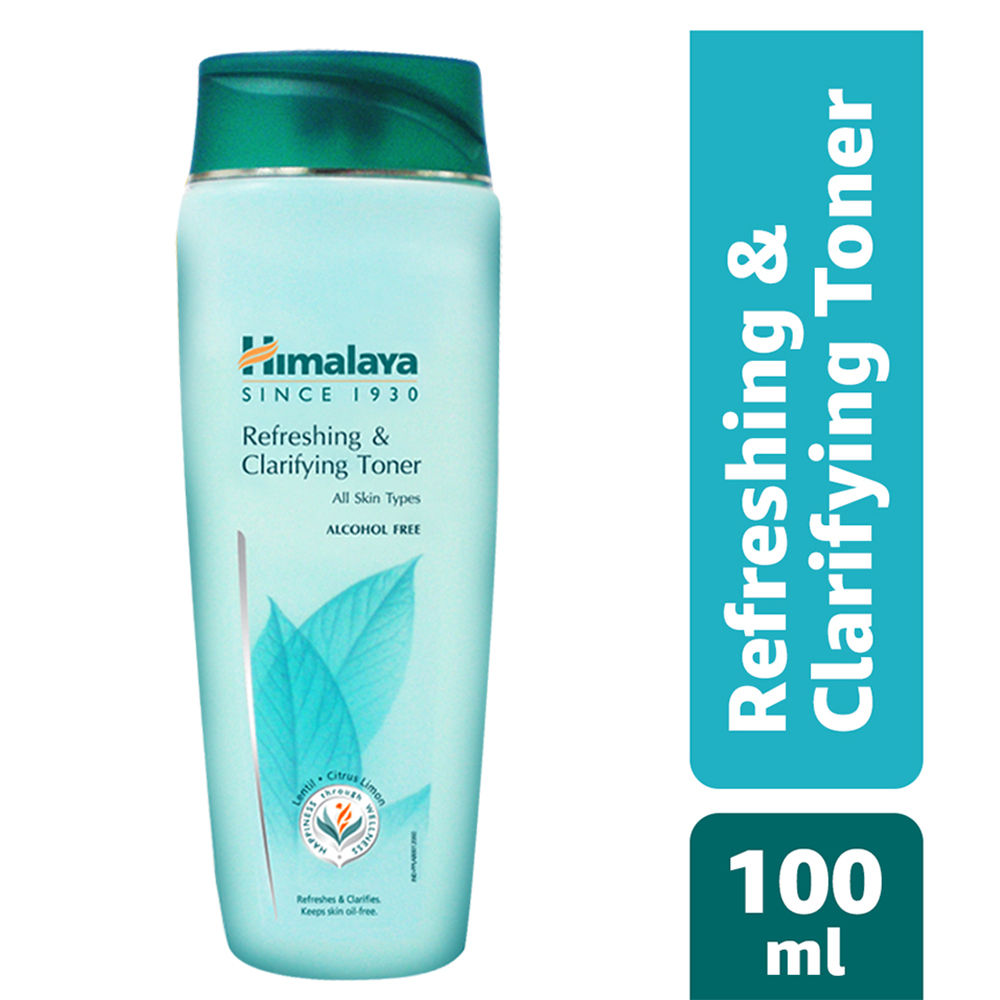 Himalaya
SINCE 1930
Refreshing &
Clarifying Toner
All Skin Types
ALCOHOL FREE
Lentil • Citrus Limon
HAPPINESS through WELLNESS
Refreshes & Clarifies.
Keeps skin oil-free.
Refreshing &
Clarifying Toner
100
ml